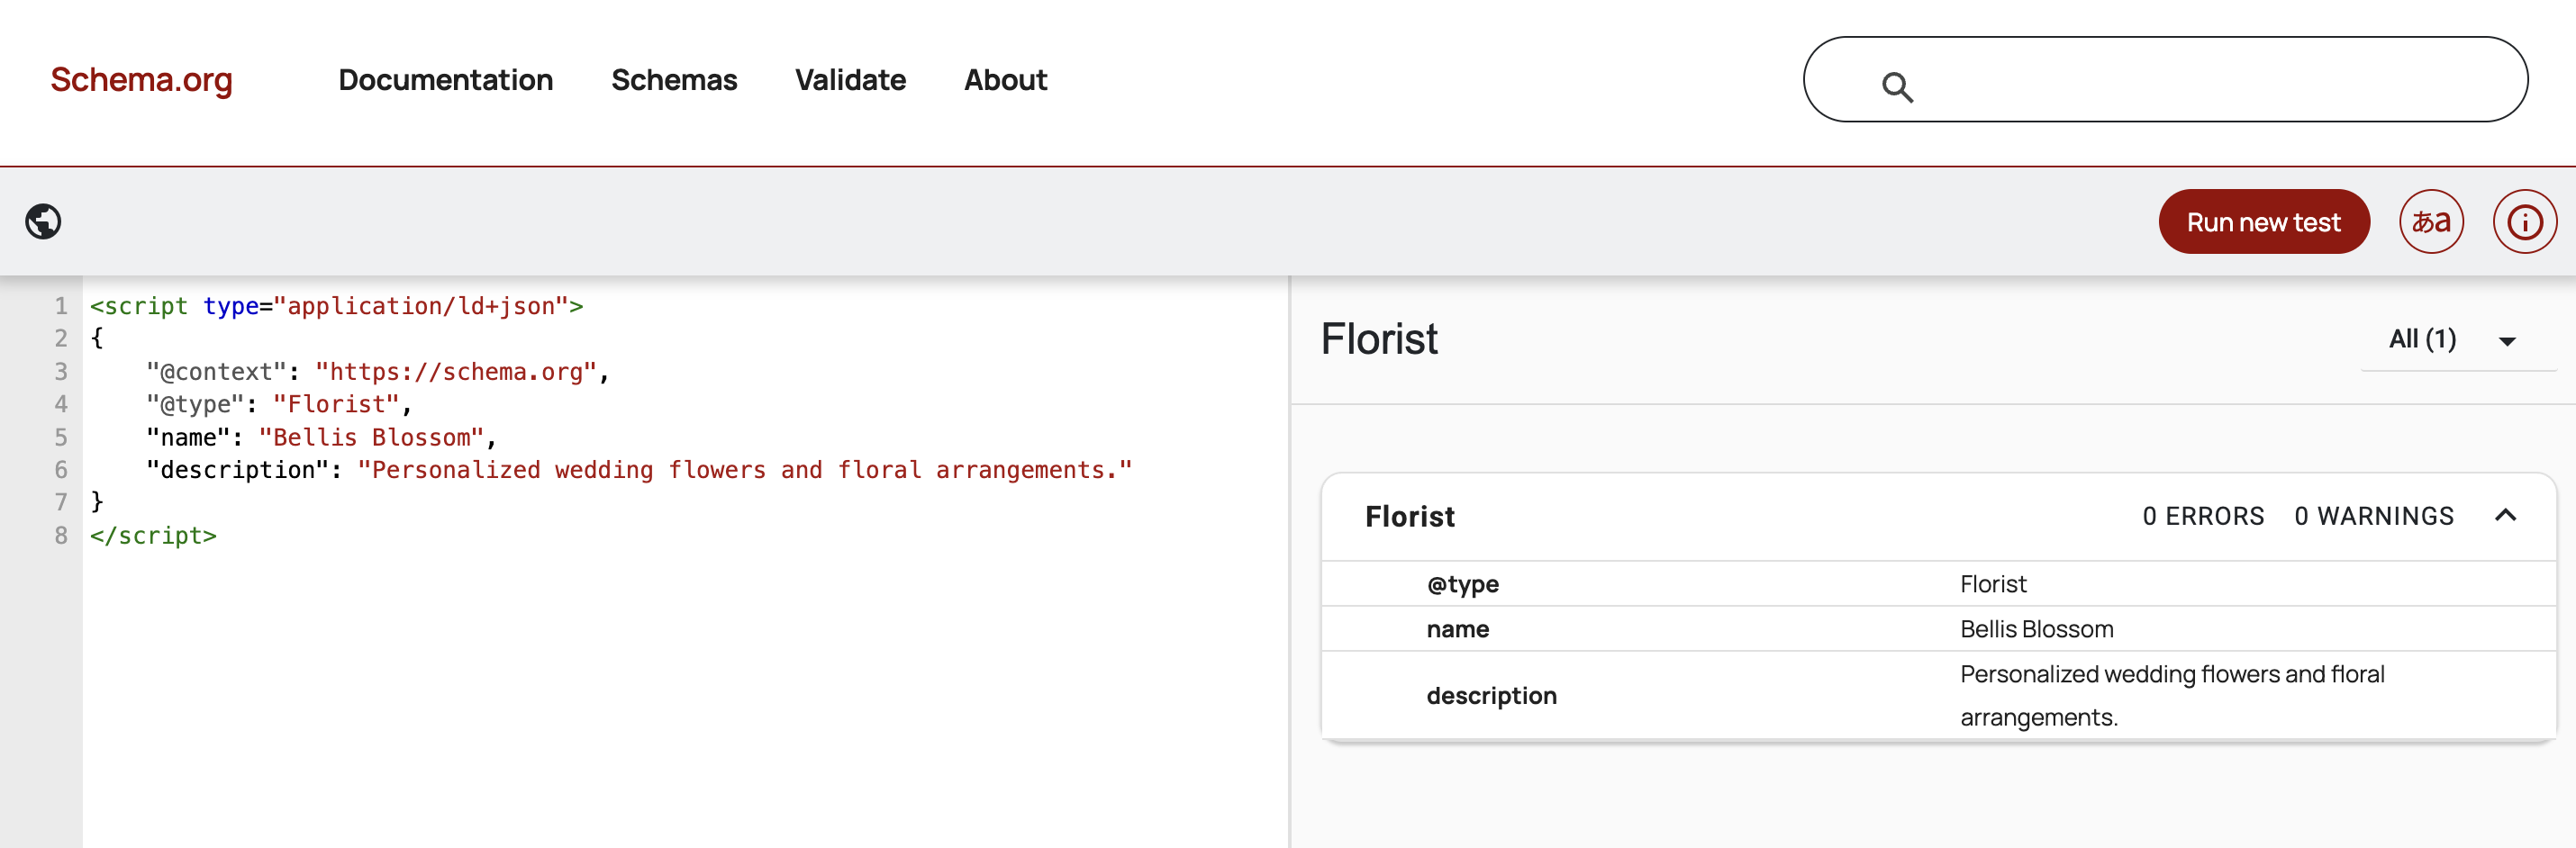 Schema.org Documentation Schemas Validate About
Run new test あa
1 <script type="application/ld+json">
2 {
3 "@context": "https://schema.org",
4 "@type": "Florist",
5 "name": "Bellis Blossom",
6 "description": "Personalized wedding flowers and floral arrangements."
7 }
8 </script>
Florist All (1)
Florist 0 ERRORS 0 WARNINGS
@type Florist
name Bellis Blossom
description Personalized wedding flowers and floral
arrangements.